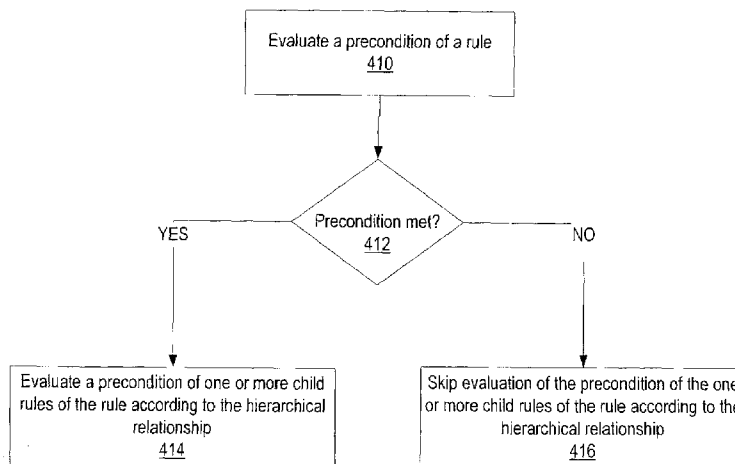 Evaluate a precondition of a rule
410
Precondition met?
412
YES
NO
Evaluate a precondition of one or more child
rules of the rule according to the hierarchical
relationship
414
Skip evaluation of the precondition of the one
or more child rules of the rule according to the
hierarchical relationship
416